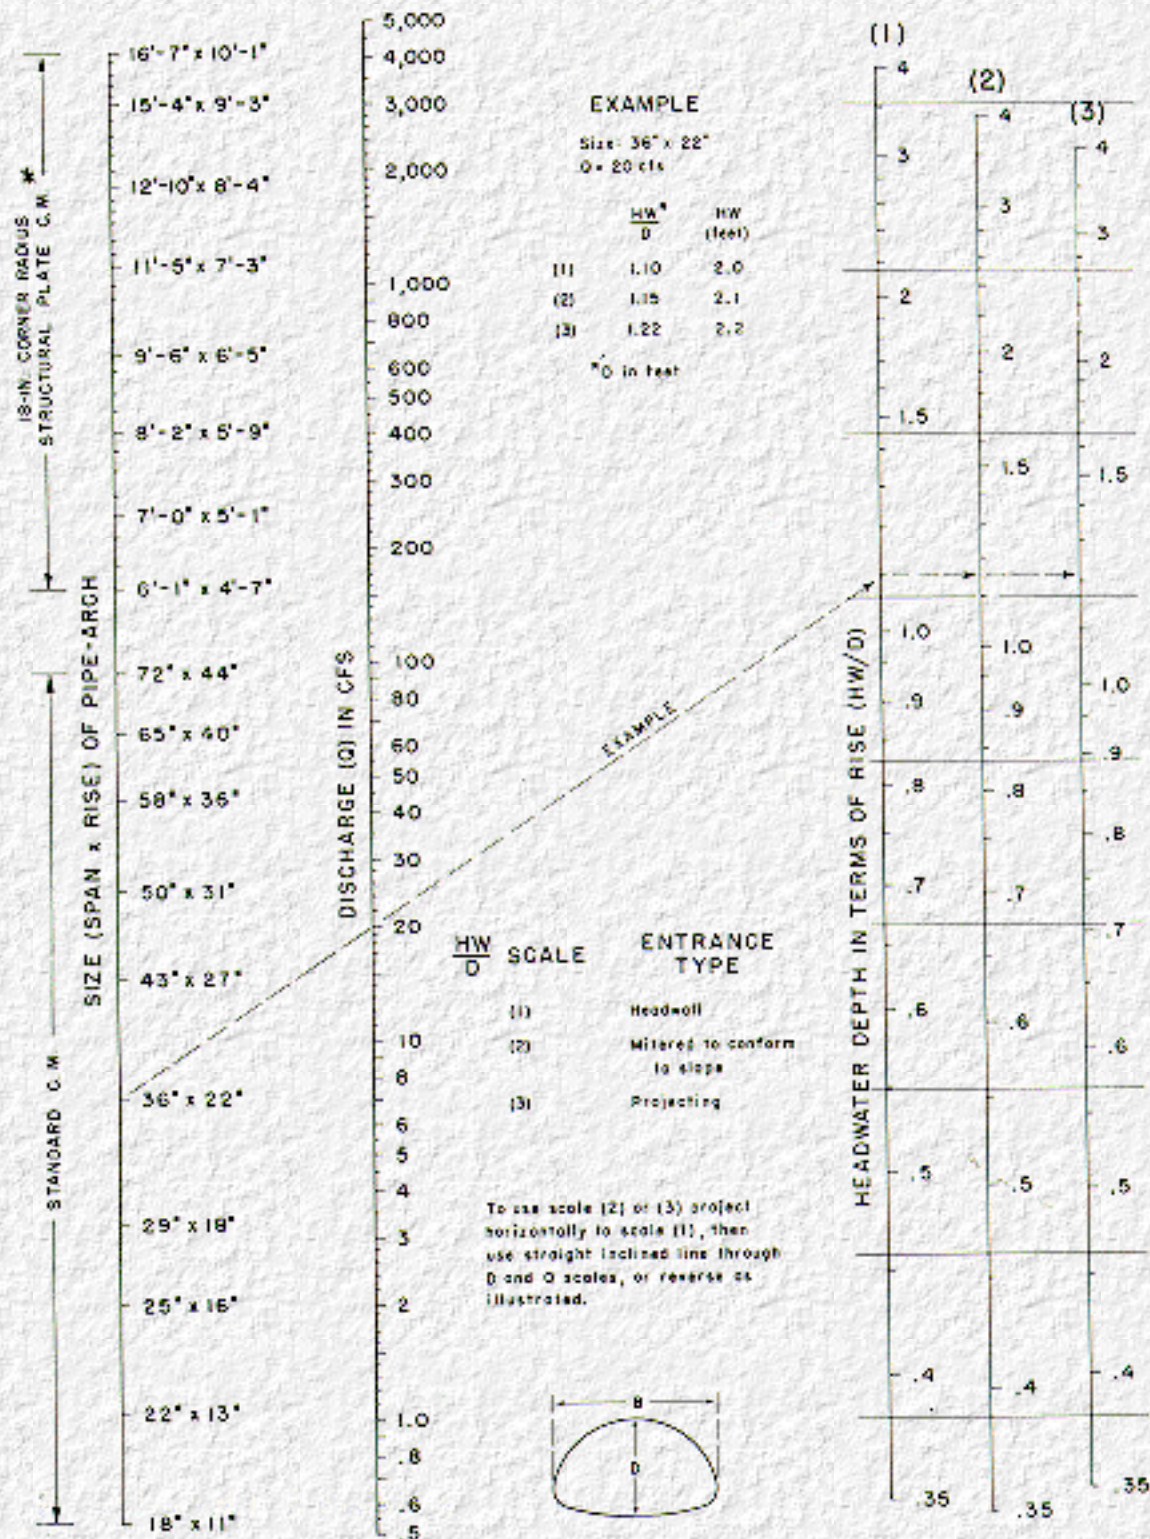 18-IN. CORNER RADIUS
STRUCTURAL PLATE C.M. *
STANDARD C.M
SIZE (SPAN x RISE) OF PIPE-ARCH
16'-7" x 10'-1"
15'-4" x 9'-3"
12'-10" x 8'-4"
11'-5" x 7'-3"
9'-6" x 6'-5"
8'-2" x 5'-9"
7'-0" x 5'-1"
6'-1" x 4'-7"
72" x 44"
65" x 40"
58" x 36"
50" x 31"
43" x 27"
36" x 22"
29" x 18"
25" x 16"
22" x 13"
18" x 11"
DISCHARGE (Q) IN CFS
5,000
4,000
3,000
2,000
1,000
800
600
500
400
300
200
100
80
60
50
40
30
20
10
8
6
5
4
3
2
1.0
.8
.6
.5
EXAMPLE
Size: 36" x 22"
Q = 20 cfs
HW* HW
D (feet)
(1) 1.10 2.0
(2) 1.15 2.1
(3) 1.22 2.2
*D in feet
EXAMPLE
HW
D SCALE ENTRANCE
TYPE
(1) Headwall
(2) Mitered to conform
to slope
(3) Projecting
To use scale (2) or (3) project
horizontally to scale (1), then
use straight inclined line through
D and Q scales, or reverse as
illustrated.
B
D
HEADWATER DEPTH IN TERMS OF RISE (HW/D)
(1)
4
3
2
1.5
1.0
.9
.8
.7
.6
.5
.4
.35
(2)
4
3
2
1.5
1.0
.9
.8
.7
.6
.5
.4
.35
(3)
4
3
2
1.5
1.0
.9
.8
.7
.6
.5
.4
.35